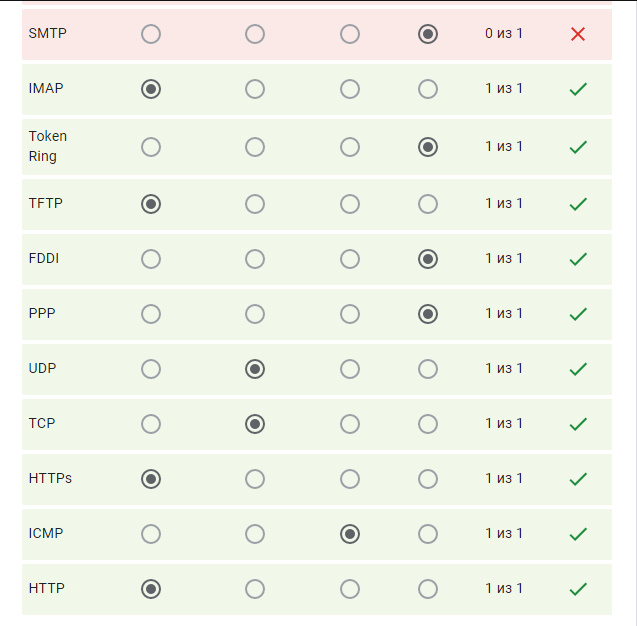 SMTP 0 из 1
IMAP 1 из 1
Token
Ring 1 из 1
TFTP 1 из 1
FDDI 1 из 1
PPP 1 из 1
UDP 1 из 1
TCP 1 из 1
HTTPs 1 из 1
ICMP 1 из 1
HTTP 1 из 1